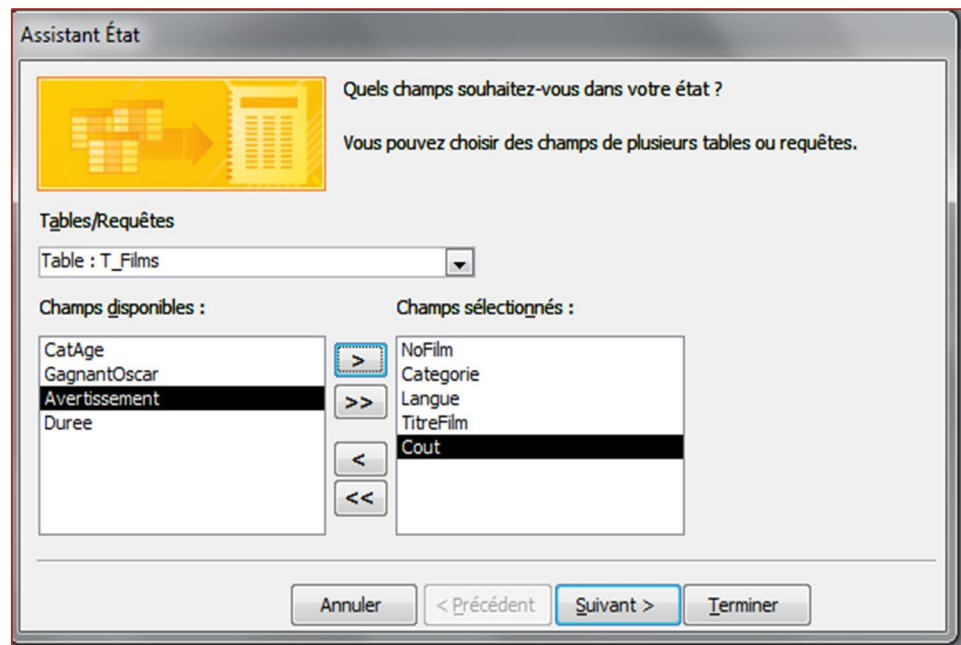 Assistant État
Quels champs souhaitez-vous dans votre état ?
Vous pouvez choisir des champs de plusieurs tables ou requêtes.
Tables/Requêtes
Table : T_Films
Champs disponibles :
CatAge
GagnantOscar
Avertissement
Duree
>
>>
<
<<
Champs sélectionnés :
NoFilm
Categorie
Langue
TitreFilm
Cout
Annuler
< Précédent
Suivant >
Terminer